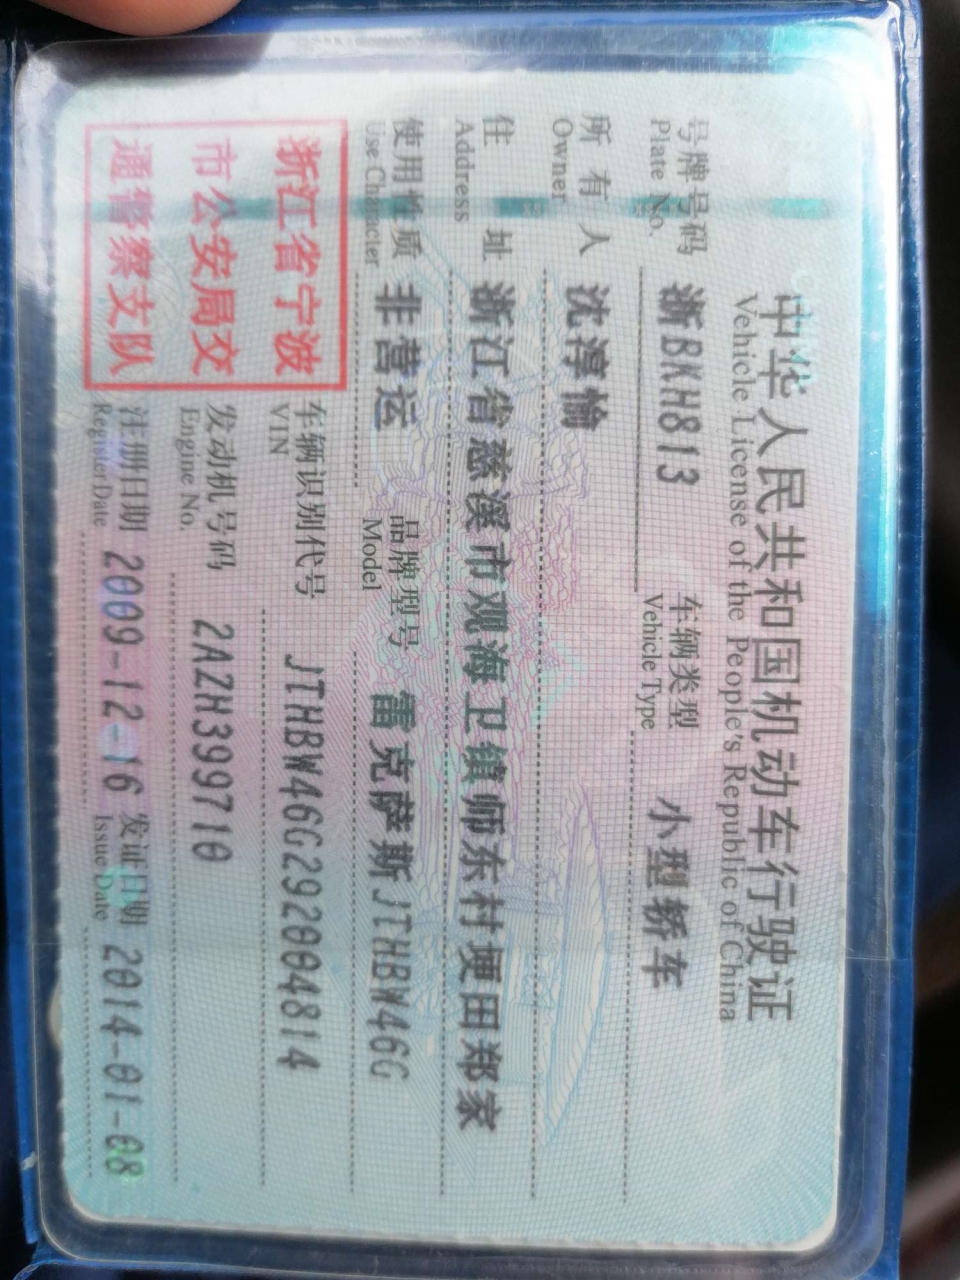 中华人民共和国机动车行驶证
Vehicle License of the People's Republic of China
号牌号码 浙BKH813 车辆类型 小型轿车
Plate No. Vehicle Type
所有人 沈淳愉
Owner
住址 浙江省慈溪市观海卫镇师东村埂田郑家
Address
使用性质 非营运 品牌型号 雷克萨斯JTHBW46G
Use Character Model
浙江省宁波
市公安局交
通警察支队
车辆识别代号 JTHBW46G292004814
VIN
发动机号码 2AZH399710
Engine No.
注册日期 2009-12-16 发证日期 2014-01-08
Register Date Issue Date